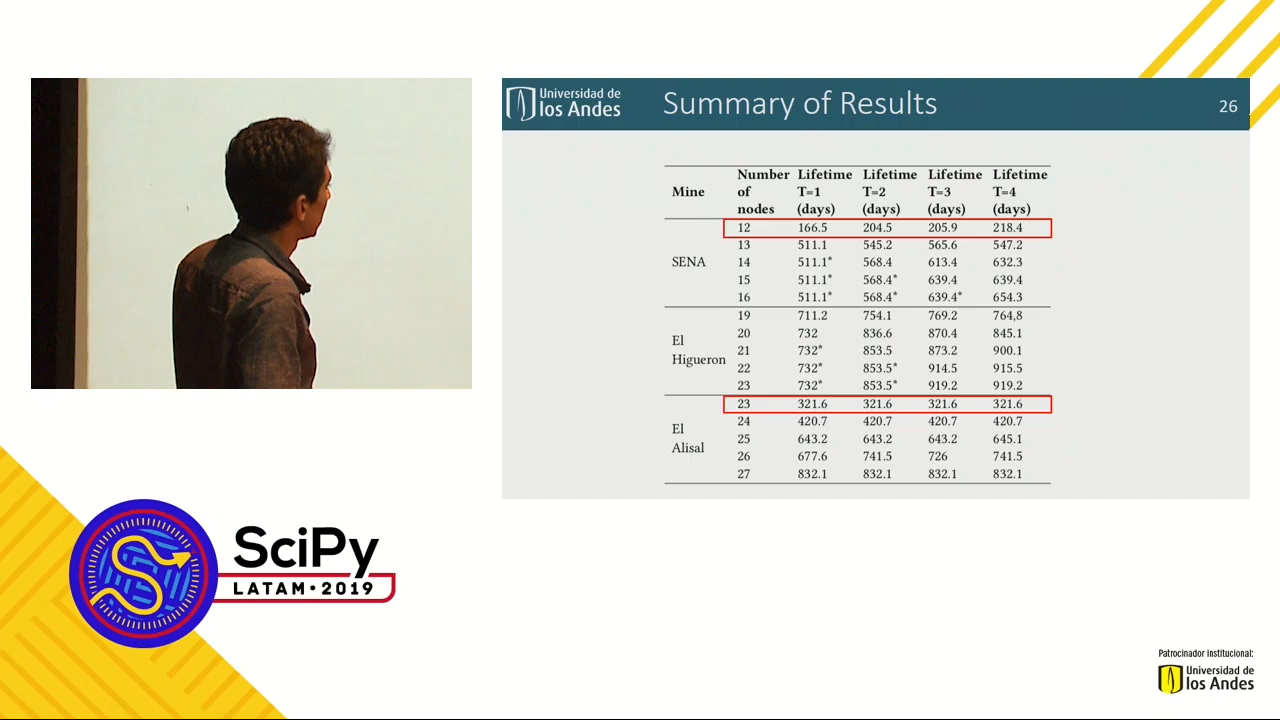 Universidad de
los Andes
Summary of Results
26
Mine Number of nodes Lifetime T=1 (days) Lifetime T=2 (days) Lifetime T=3 (days) Lifetime T=4 (days)
12 166.5 204.5 205.9 218.4
13 511.1 545.2 565.6 547.2
SENA 14 511.1* 568.4 613.4 632.3
15 511.1* 568.4* 639.4 639.4
16 511.1* 568.4* 639.4* 654.3
19 711.2 754.1 769.2 764,8
20 732 836.6 870.4 845.1
El Higueron 21 732* 853.5 873.2 900.1
22 732* 853.5* 914.5 915.5
23 732* 853.5* 919.2 919.2
23 321.6 321.6 321.6 321.6
24 420.7 420.7 420.7 420.7
El Alisal 25 643.2 643.2 643.2 645.1
26 677.6 741.5 726 741.5
27 832.1 832.1 832.1 832.1
SciPy
LATAM•2019
Patrocinador institucional:
Universidad de
los Andes